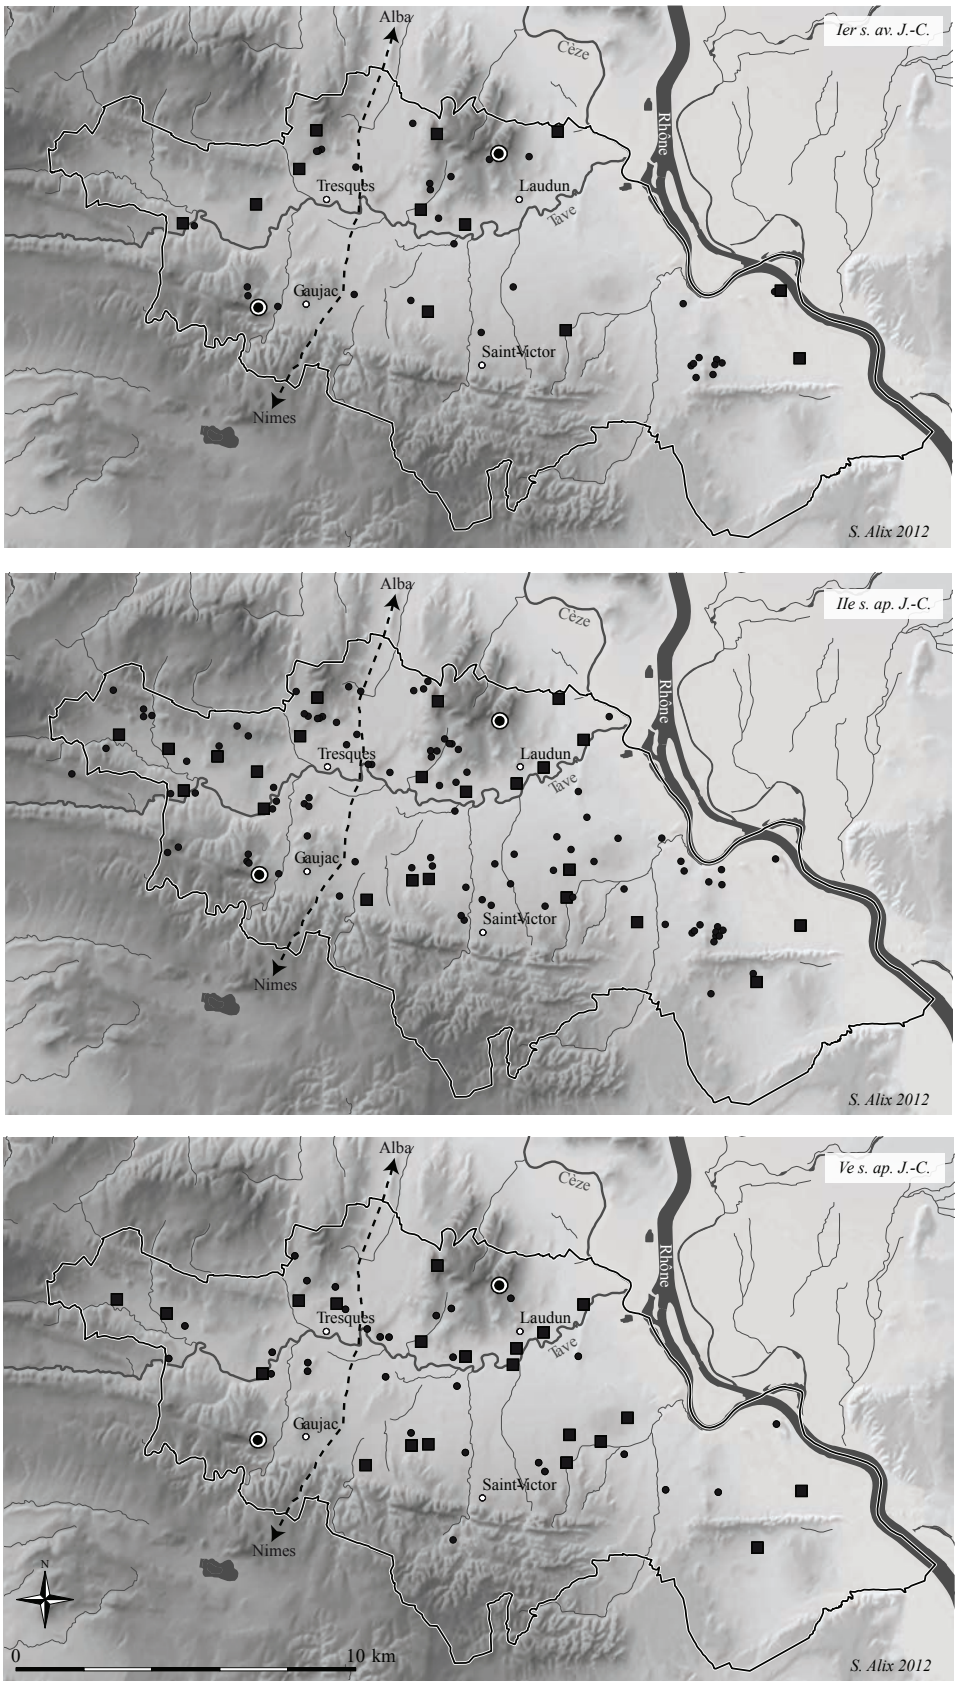 Alba
Ier s. av. J.-C.
Cèze
Rhône
Tresques
Laudun
Tave
Gaujac
Saint-Victor
Nimes
S. Alix 2012
Alba
IIe s. ap. J.-C.
Cèze
Rhône
Tresques
Laudun
Tave
Gaujac
Saint-Victor
Nimes
S. Alix 2012
Alba
Ve s. ap. J.-C.
Cèze
Rhône
Tresques
Laudun
Tave
Gaujac
Saint-Victor
Nimes
N
0 10 km
S. Alix 2012